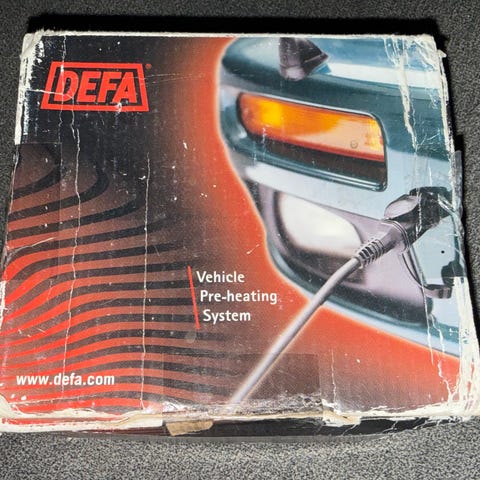 DEFA®
Vehicle
Pre-heating
System
www.defa.com